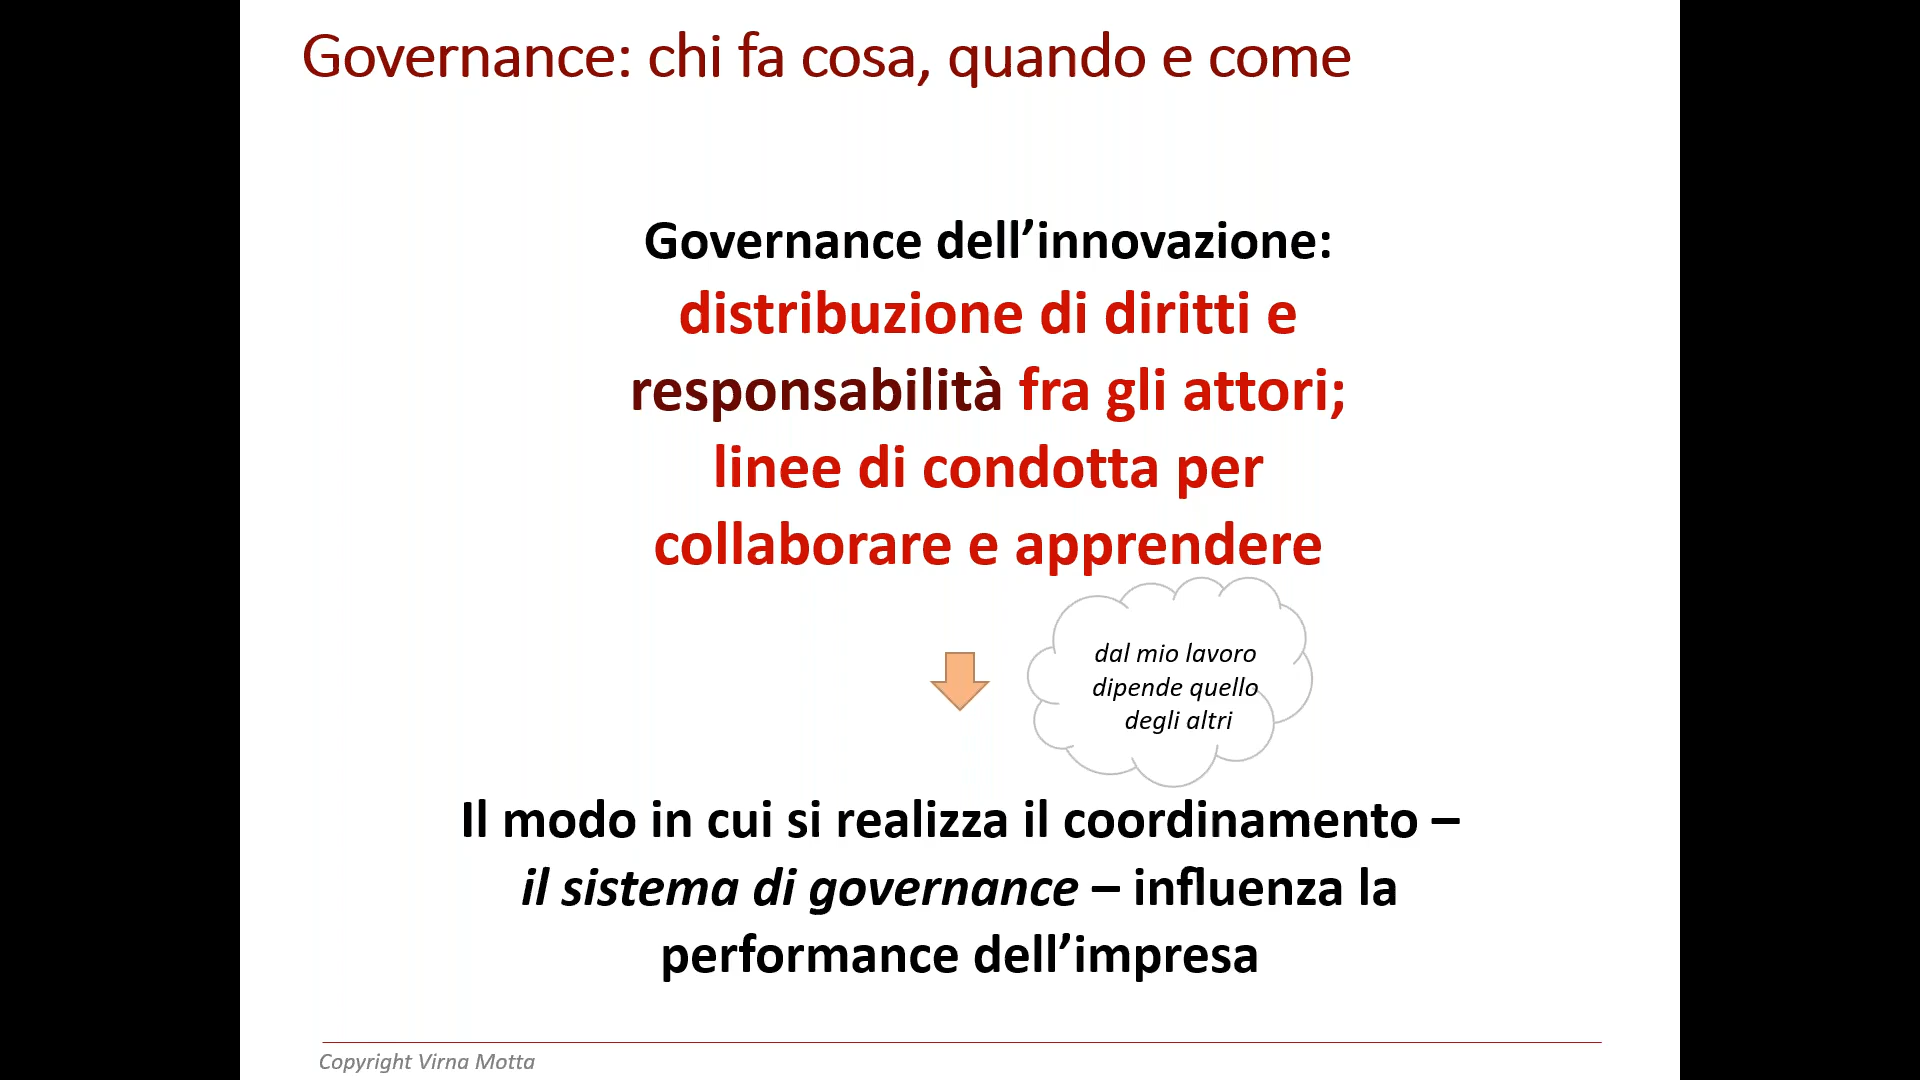 Governance: chi fa cosa, quando e come
Governance dell’innovazione:
distribuzione di diritti e
responsabilità fra gli attori;
linee di condotta per
collaborare e apprendere
dal mio lavoro
dipende quello
degli altri
Il modo in cui si realizza il coordinamento –
il sistema di governance – influenza la
performance dell’impresa
Copyright Virna Motta